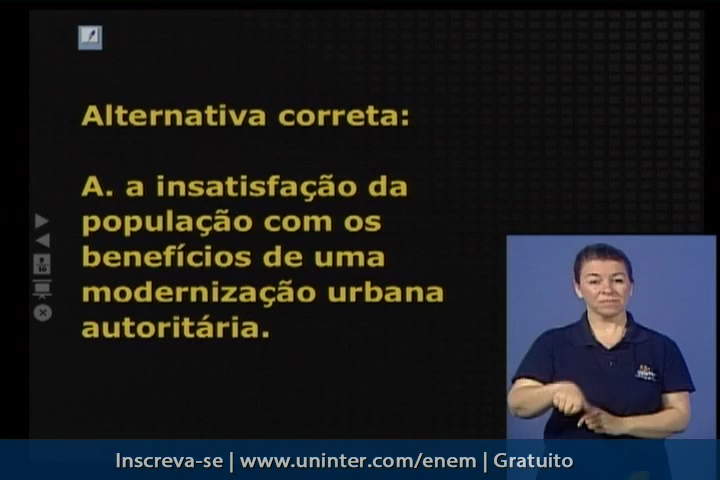 Alternativa correta:
A. a insatisfação da
população com os
benefícios de uma
modernização urbana
autoritária.
Inscreva-se | www.uninter.com/enem | Gratuito